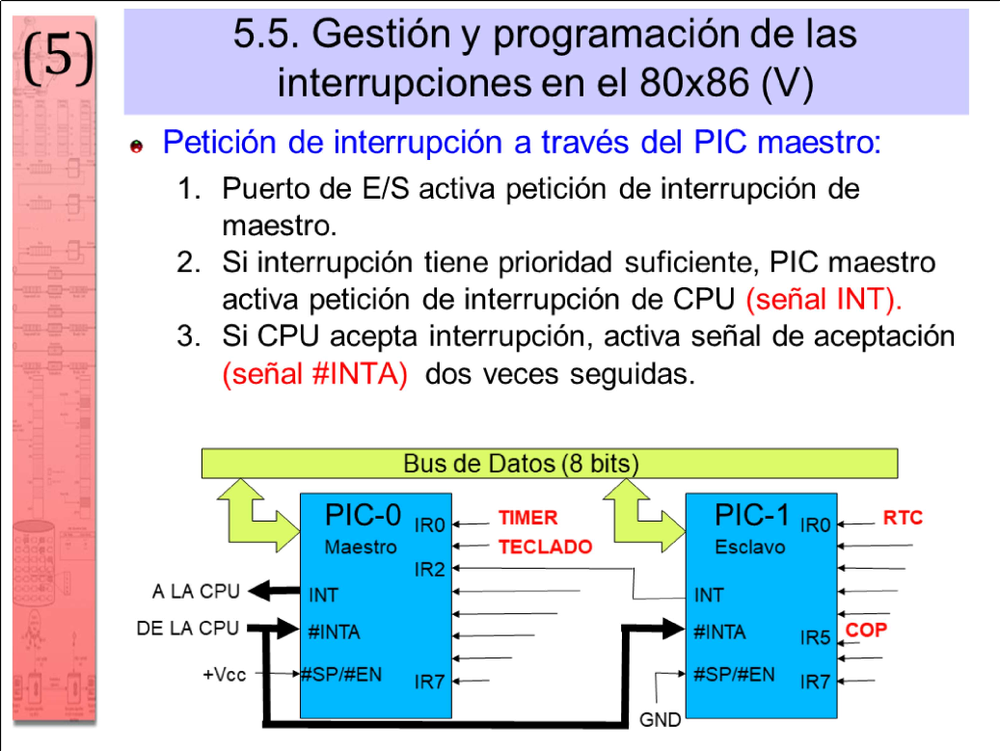 (5)
5.5. Gestión y programación de las
interrupciones en el 80x86 (V)
Petición de interrupción a través del PIC maestro:
1. Puerto de E/S activa petición de interrupción de
maestro.
2. Si interrupción tiene prioridad suficiente, PIC maestro
activa petición de interrupción de CPU (señal INT).
3. Si CPU acepta interrupción, activa señal de aceptación
(señal #INTA) dos veces seguidas.
Bus de Datos (8 bits)
PIC-0
Maestro
IR0
TIMER
TECLADO
IR2
A LA CPU
INT
DE LA CPU
#INTA
+Vcc
#SP/#EN
IR7
PIC-1
Esclavo
IR0
RTC
INT
#INTA
IR5
COP
#SP/#EN
IR7
GND